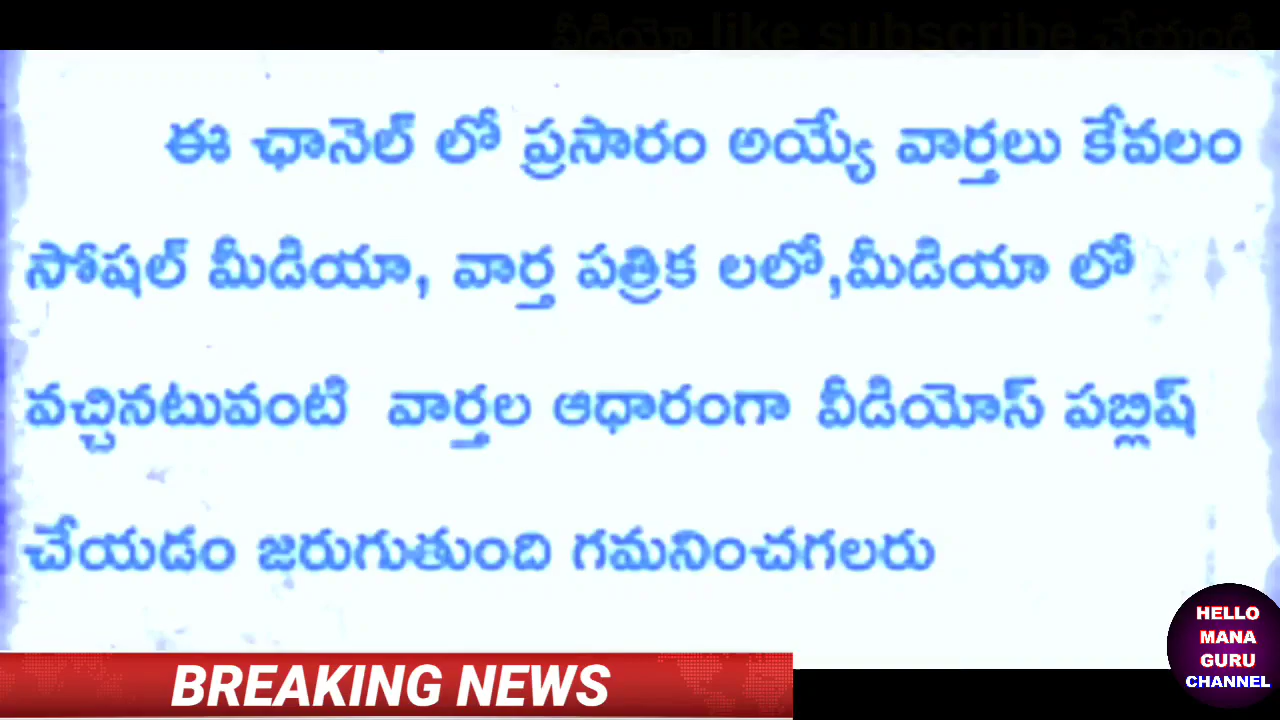 వీడియో like subscribe చేయండి
ఈ ఛానెల్ లో ప్రసారం అయ్యే వార్తలు కేవలం
సోషల్ మీడియా, వార్త పత్రిక లలో,మీడియా లో
వచ్చినటువంటి వార్తల ఆధారంగా వీడియోస్ పబ్లిష్
చేయడం జరుగుతుంది గమనించగలరు
HELLO
MANA
GURU
CHANNEL
BREAKING NEWS